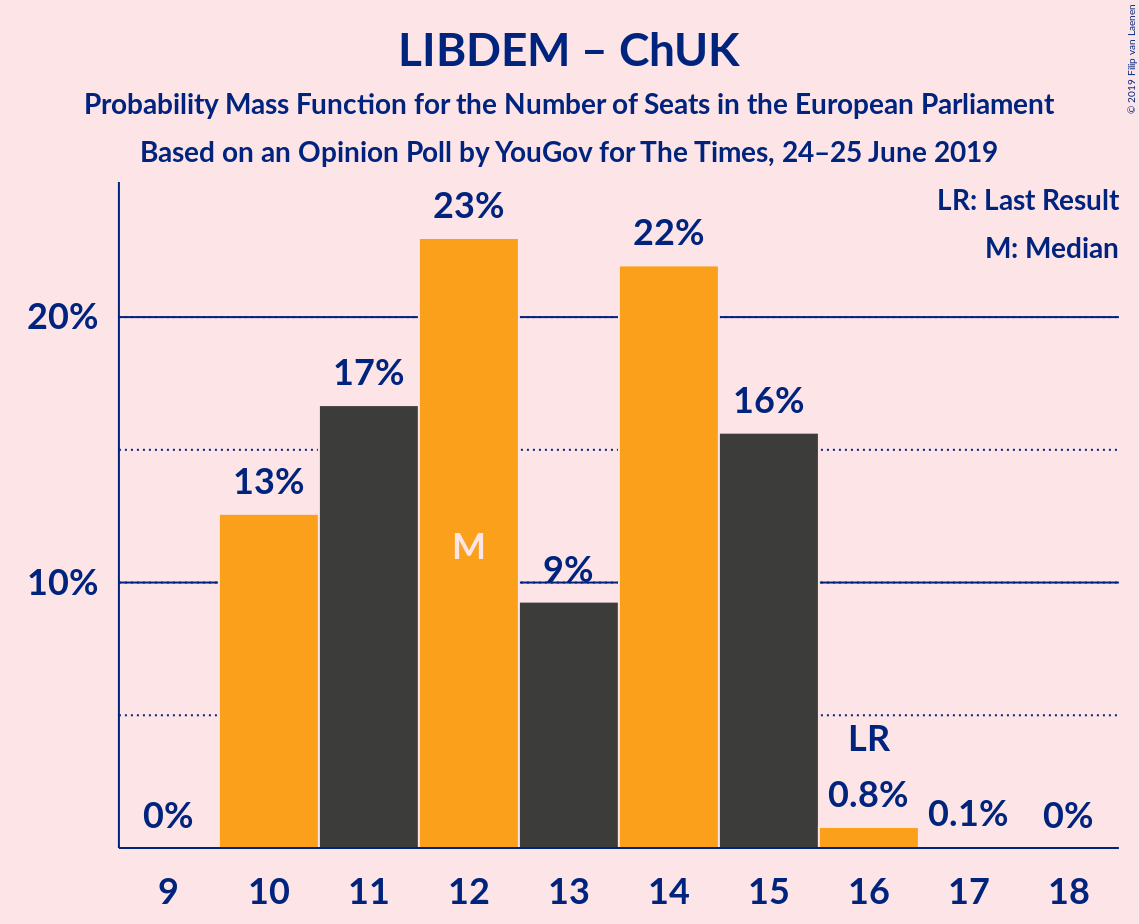 LIBDEM – ChUK
Probability Mass Function for the Number of Seats in the European Parliament
Based on an Opinion Poll by YouGov for The Times, 24–25 June 2019
© 2019 Filip van Laenen
LR: Last Result
M: Median
20%
10%
0%
13%
17%
23%
M
9%
22%
16%
LR
0.8%
0.1%
0%
9 10 11 12 13 14 15 16 17 18